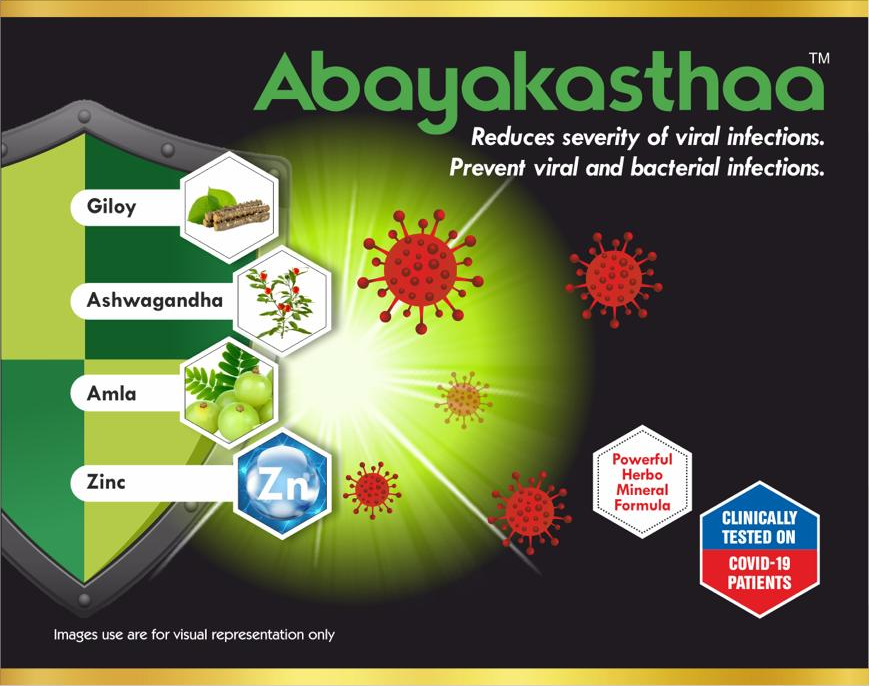 Abayakasthaa™
Reduces severity of viral infections.
Prevent viral and bacterial infections.
Giloy
Ashwagandha
Amla
Zinc
Zn
Powerful
Herbo
Mineral
Formula
CLINICALLY
TESTED ON
COVID-19
PATIENTS
Images use are for visual representation only